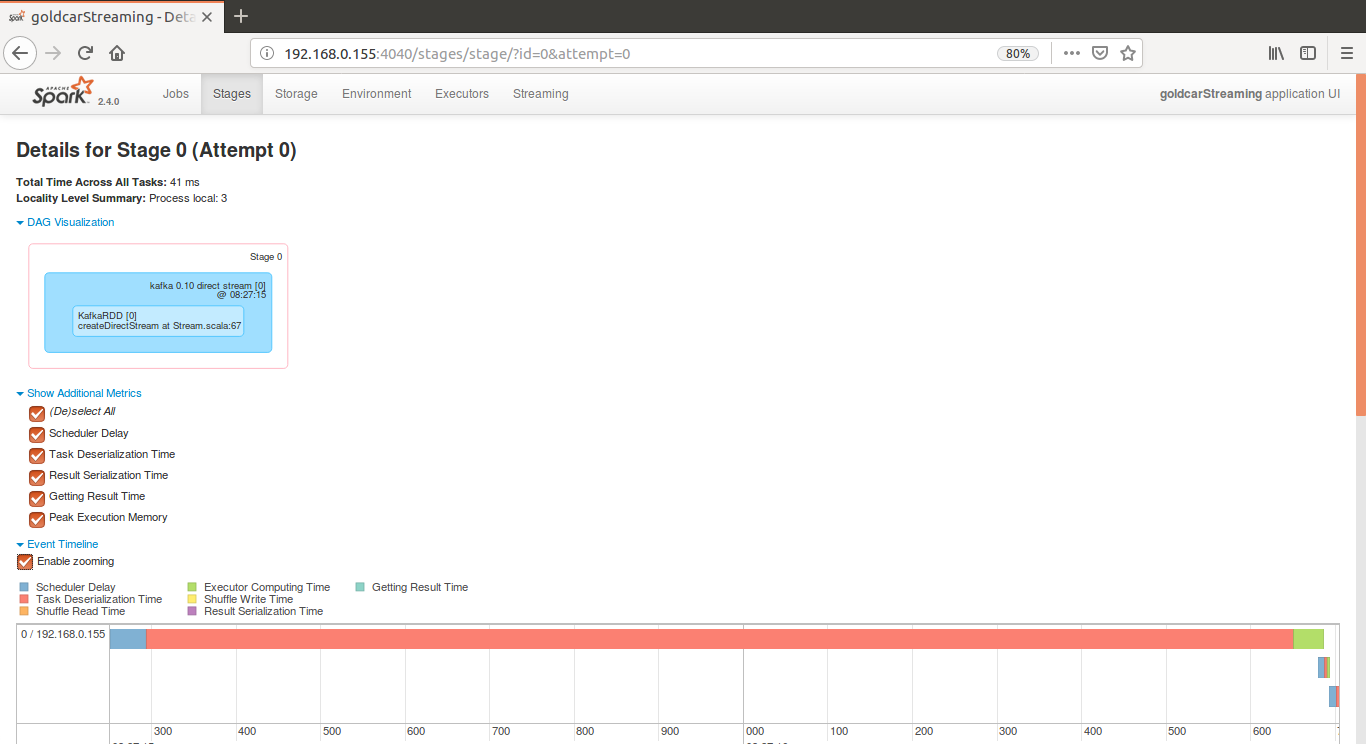 goldcarStreaming - Deta
192.168.0.155:4040/stages/stage/?id=0&attempt=0
80%
APACHE
Spark 2.4.0
Jobs
Stages
Storage
Environment
Executors
Streaming
goldcarStreaming application UI
Details for Stage 0 (Attempt 0)
Total Time Across All Tasks: 41 ms
Locality Level Summary: Process local: 3
DAG Visualization
Stage 0
kafka 0.10 direct stream [0]
@ 08:27:15
KafkaRDD [0]
createDirectStream at Stream.scala:67
Show Additional Metrics
(De)select All
Scheduler Delay
Task Deserialization Time
Result Serialization Time
Getting Result Time
Peak Execution Memory
Event Timeline
Enable zooming
Scheduler Delay
Executor Computing Time
Getting Result Time
Task Deserialization Time
Shuffle Write Time
Shuffle Read Time
Result Serialization Time
0 / 192.168.0.155
300 400 500 600 700 800 900 000 100 200 300 400 500 600